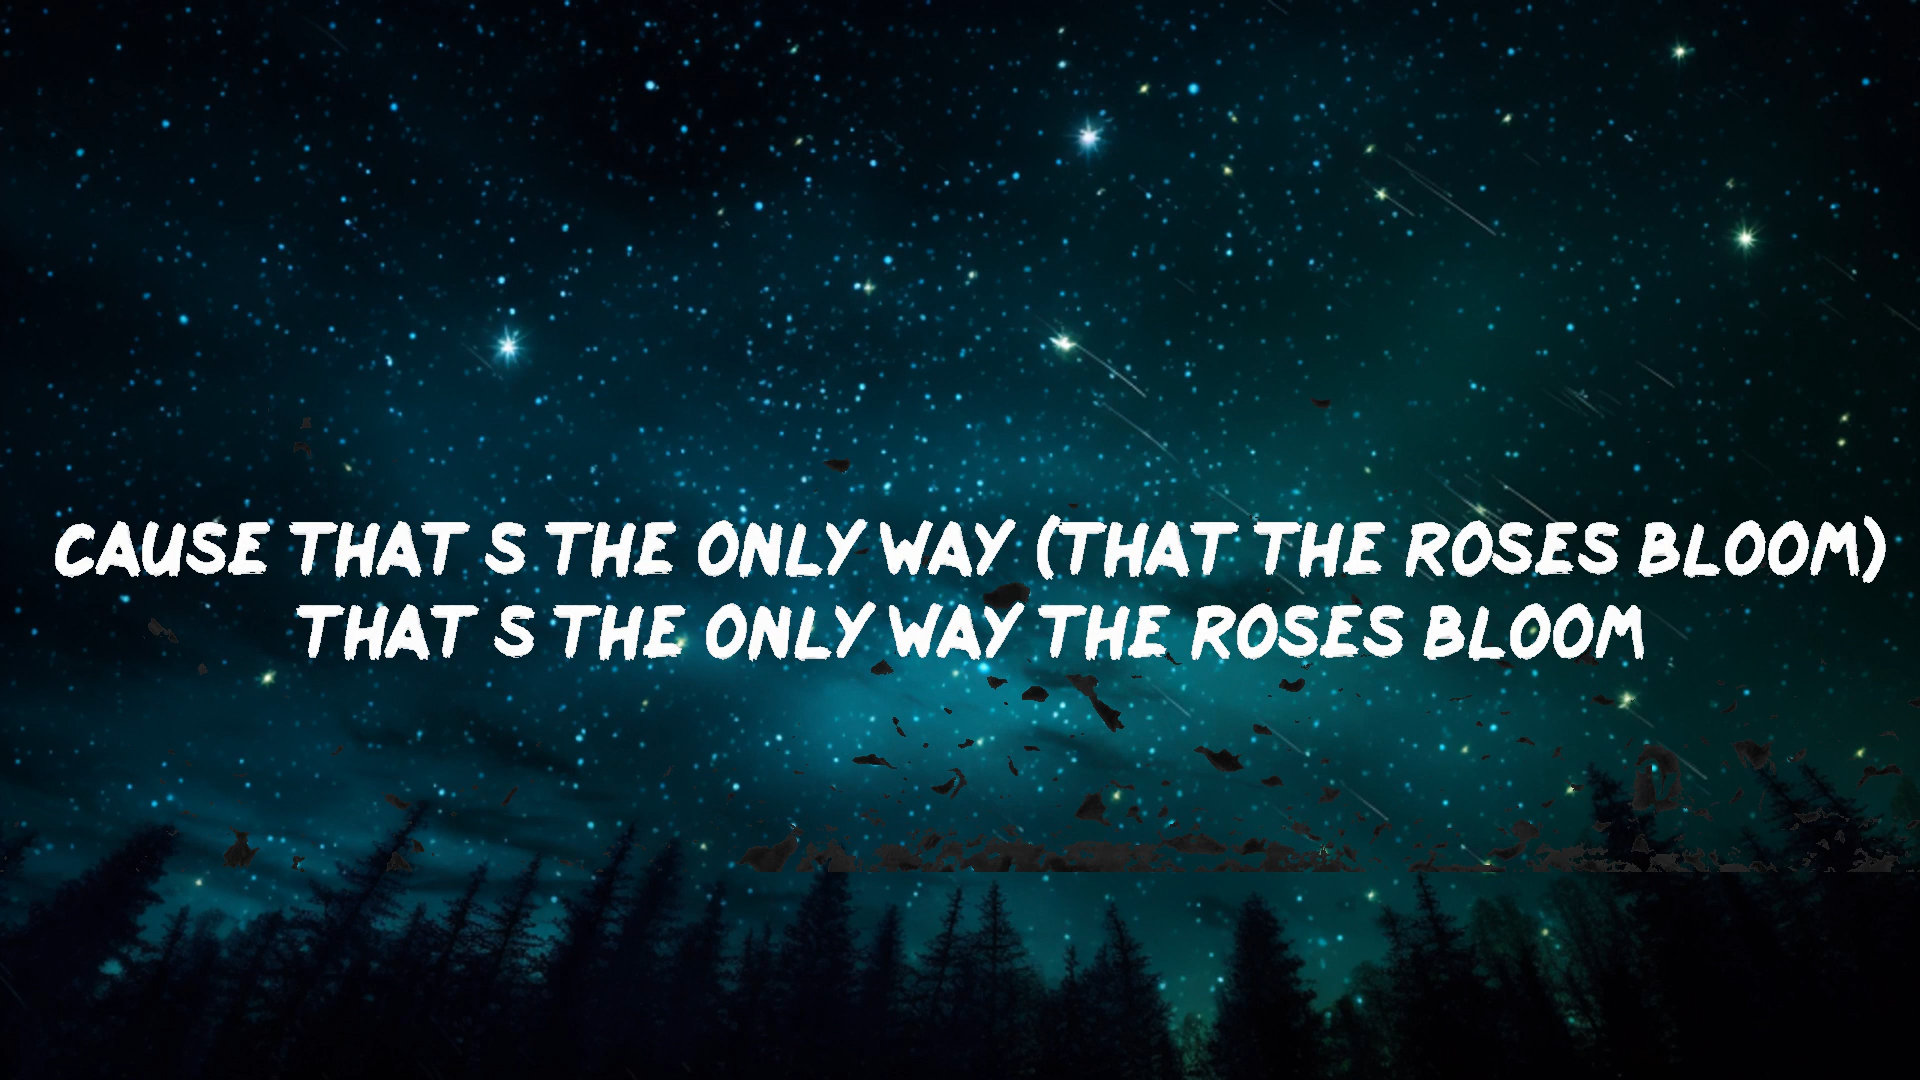 CAUSE THAT S THE ONLY WAY (THAT THE ROSES BLOOM)
THAT S THE ONLY WAY THE ROSES BLOOM